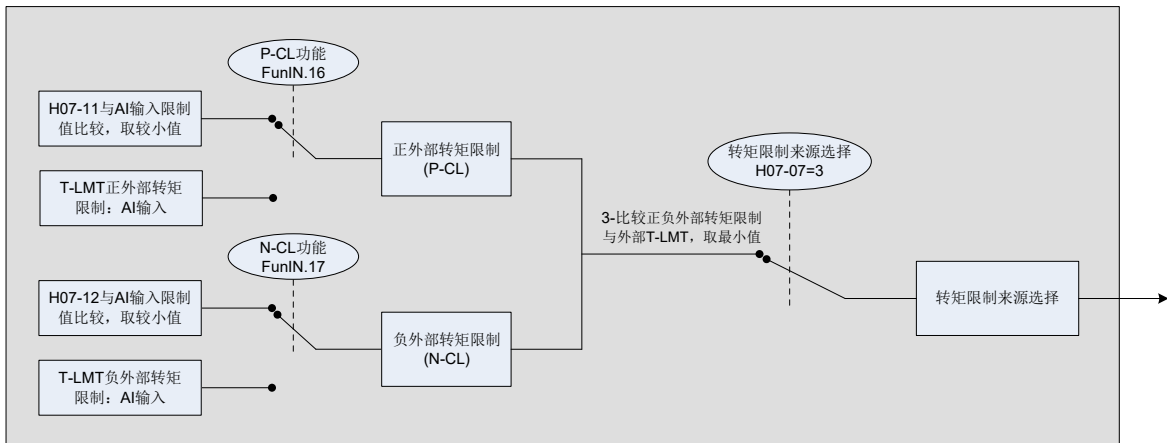 P-CL功能
FunIN.16
H07-11与AI输入限制
值比较，取较小值
正外部转矩限制
(P-CL)
T-LMT正外部转矩
限制：AI输入
转矩限制来源选择
H07-07=3
3-比较正负外部转矩限制
与外部T-LMT，取最小值
N-CL功能
FunIN.17
H07-12与AI输入限制
值比较，取较小值
转矩限制来源选择
负外部转矩限制
(N-CL)
T-LMT负外部转矩
限制：AI输入